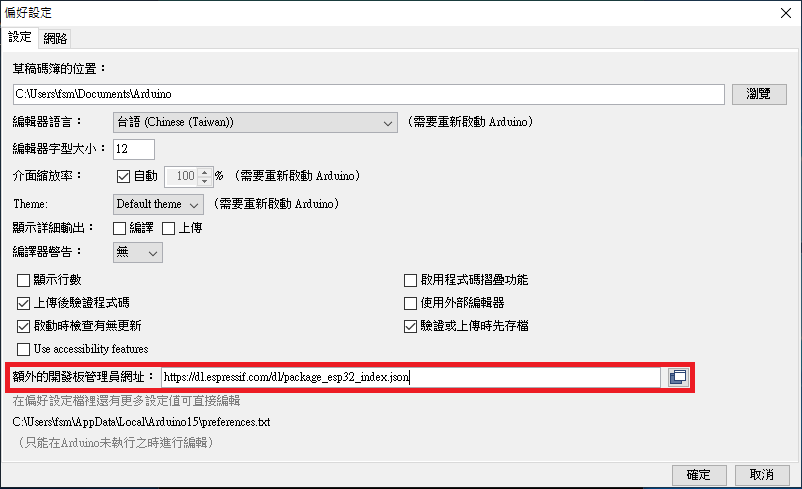 偏好設定
設定 網路
草稿碼簿的位置：
C:\Users\fsm\Documents\Arduino 瀏覽
編輯器語言： 台語 (Chinese (Taiwan)) （需要重新啟動 Arduino）
編輯器字型大小： 12
介面縮放率： 自動 100 % （需要重新啟動 Arduino）
Theme: Default theme （需要重新啟動 Arduino）
顯示詳細輸出： 編譯 上傳
編譯器警告： 無
顯示行數 啟用程式碼摺疊功能
上傳後驗證程式碼 使用外部編輯器
啟動時檢查有無更新 驗證或上傳時先存檔
Use accessibility features
額外的開發板管理員網址： https://dl.espressif.com/dl/package_esp32_index.json
在偏好設定檔裡還有更多設定值可直接編輯
C:\Users\fsm\AppData\Local\Arduino15\preferences.txt
（只能在Arduino未執行之時進行編輯）
確定 取消